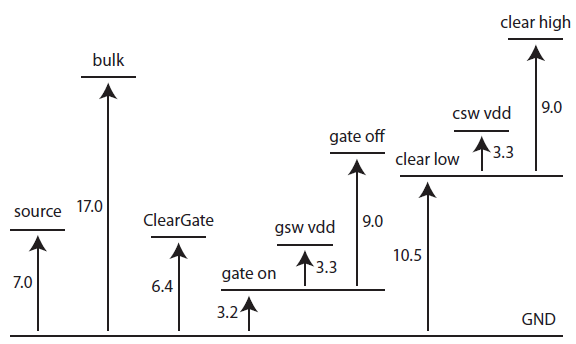 clear high
bulk
csw vdd
9.0
gate off
clear low
3.3
source
17.0
ClearGate
gsw vdd
9.0
7.0
6.4
gate on
3.3
10.5
3.2
GND